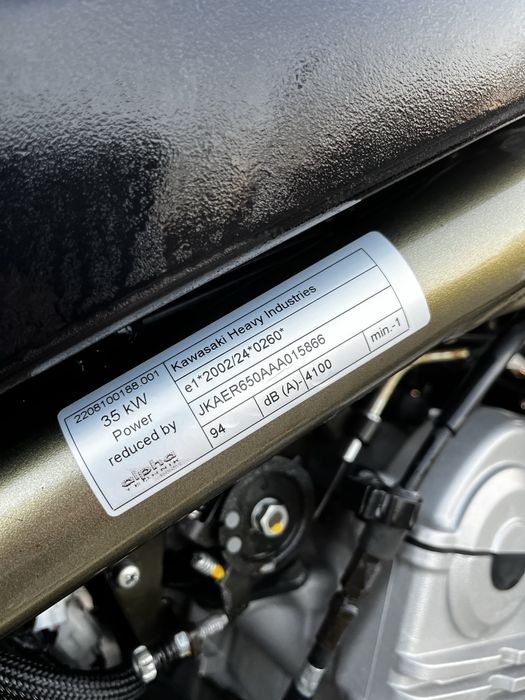 2208100188.001
35 kW
Power
reduced by
alpha
TECHNIK
Kawasaki Heavy Industries
e1*2002/24*0260*
JKAER650AAA015866
94 dB (A)- 4100 min.-1